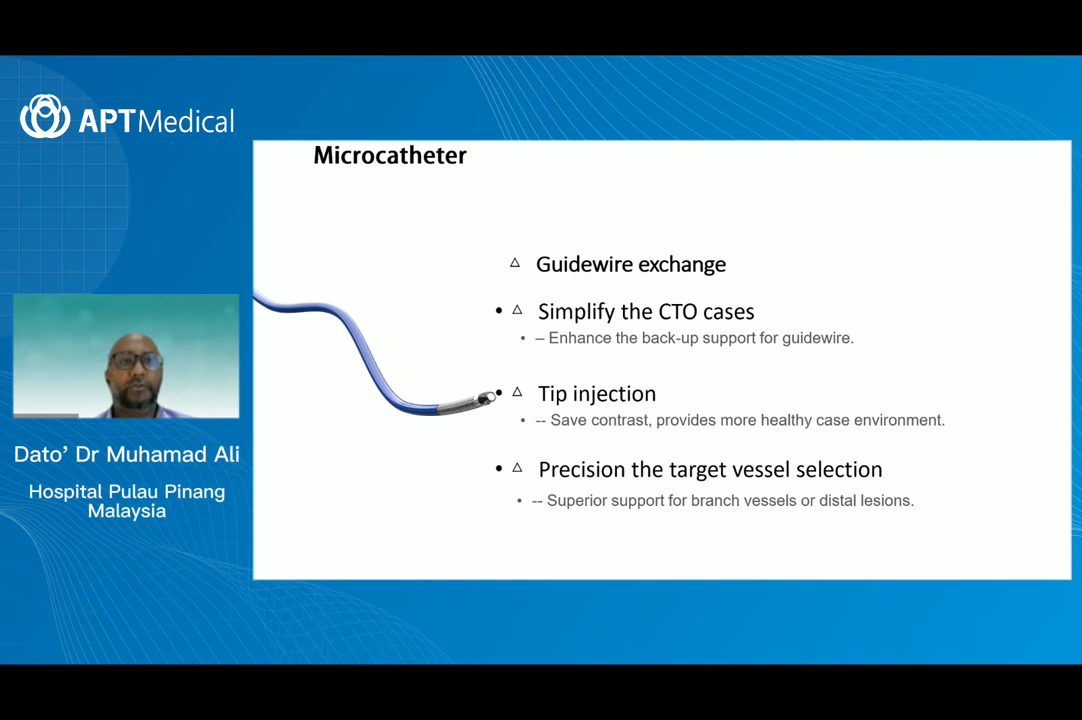 APTMedical
Microcatheter
△ Guidewire exchange
• △ Simplify the CTO cases
• – Enhance the back-up support for guidewire.
• △ Tip injection
• -- Save contrast, provides more healthy case environment.
• △ Precision the target vessel selection
• -- Superior support for branch vessels or distal lesions.
Dato’ Dr Muhamad Ali
Hospital Pulau Pinang
Malaysia